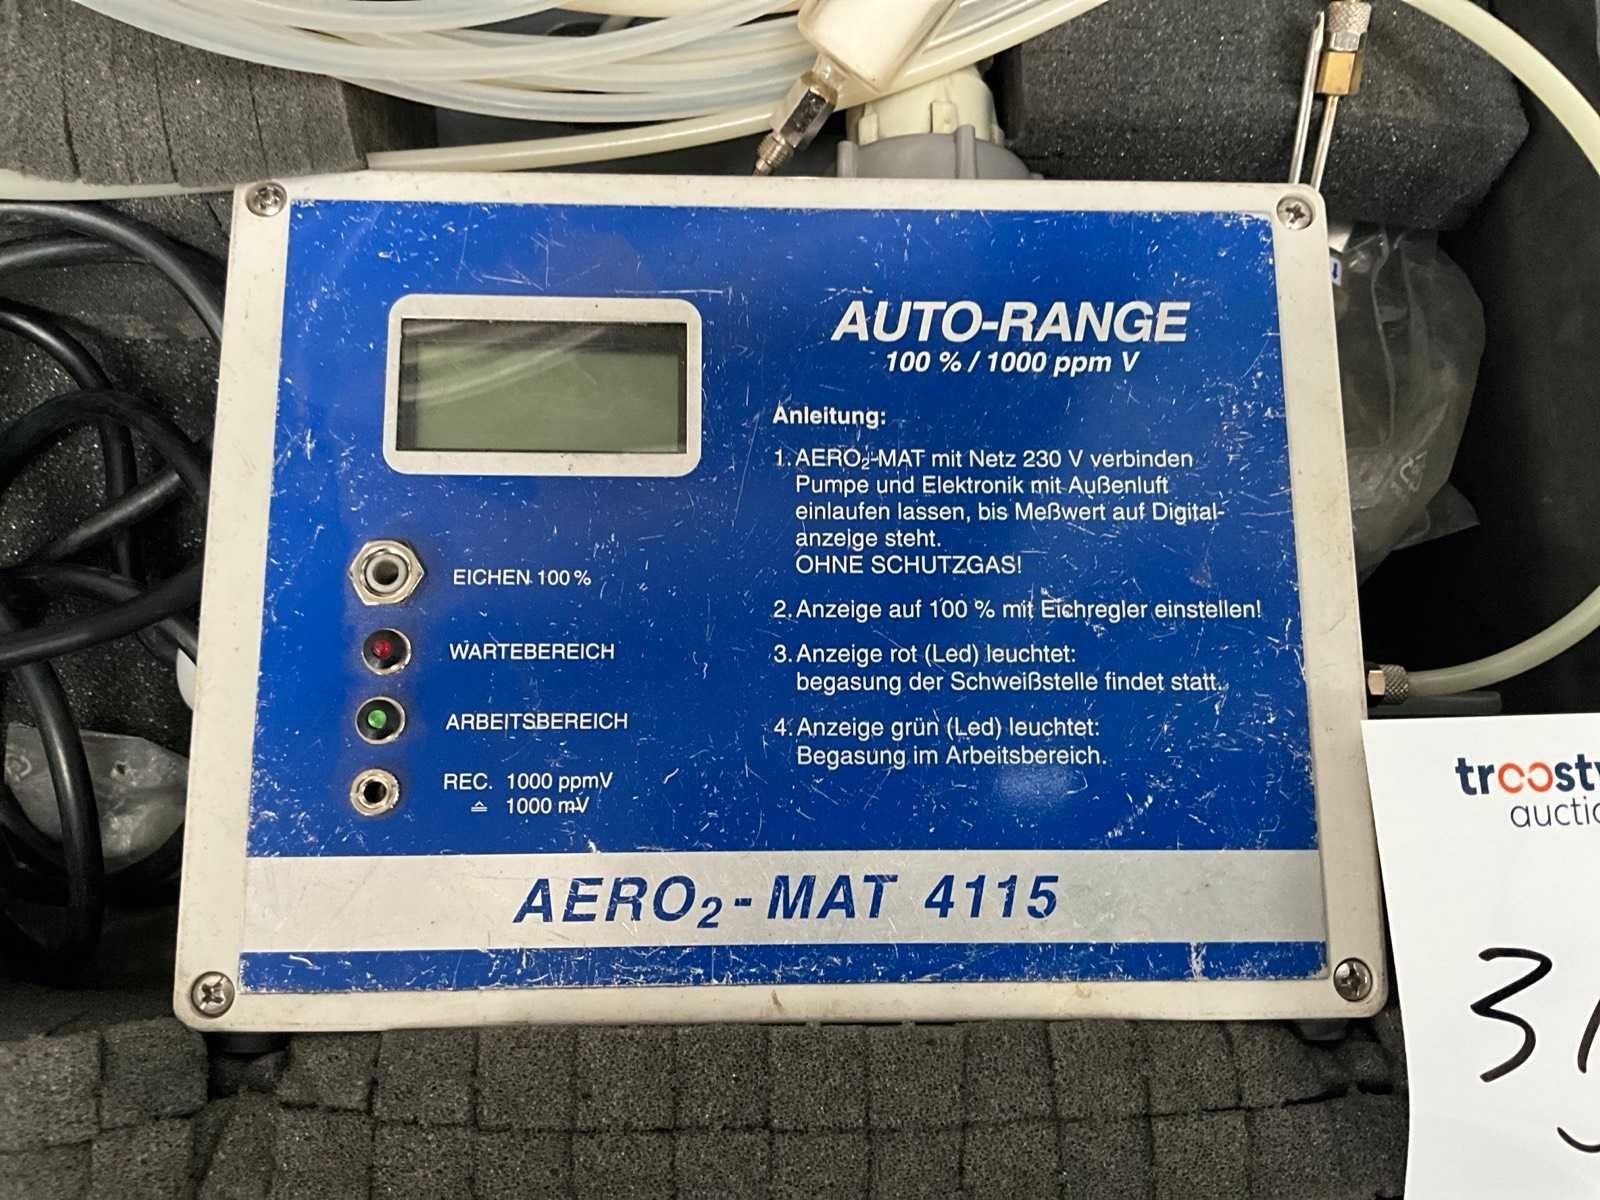 AUTO-RANGE
100 % / 1000 ppm V
Anleitung:
1. AERO₂-MAT mit Netz 230 V verbinden
Pumpe und Elektronik mit Außenluft
einlaufen lassen, bis Meßwert auf Digital-
anzeige steht.
OHNE SCHUTZGAS!
2. Anzeige auf 100 % mit Eichregler einstellen!
3. Anzeige rot (Led) leuchtet:
begasung der Schweißstelle findet statt.
4. Anzeige grün (Led) leuchtet:
Begasung im Arbeitsbereich.
EICHEN 100 %
WARTEBEREICH
ARBEITSBEREICH
REC. 1000 ppmV
≙ 1000 mV
AERO₂ - MAT 4115
troostw
auctio
3